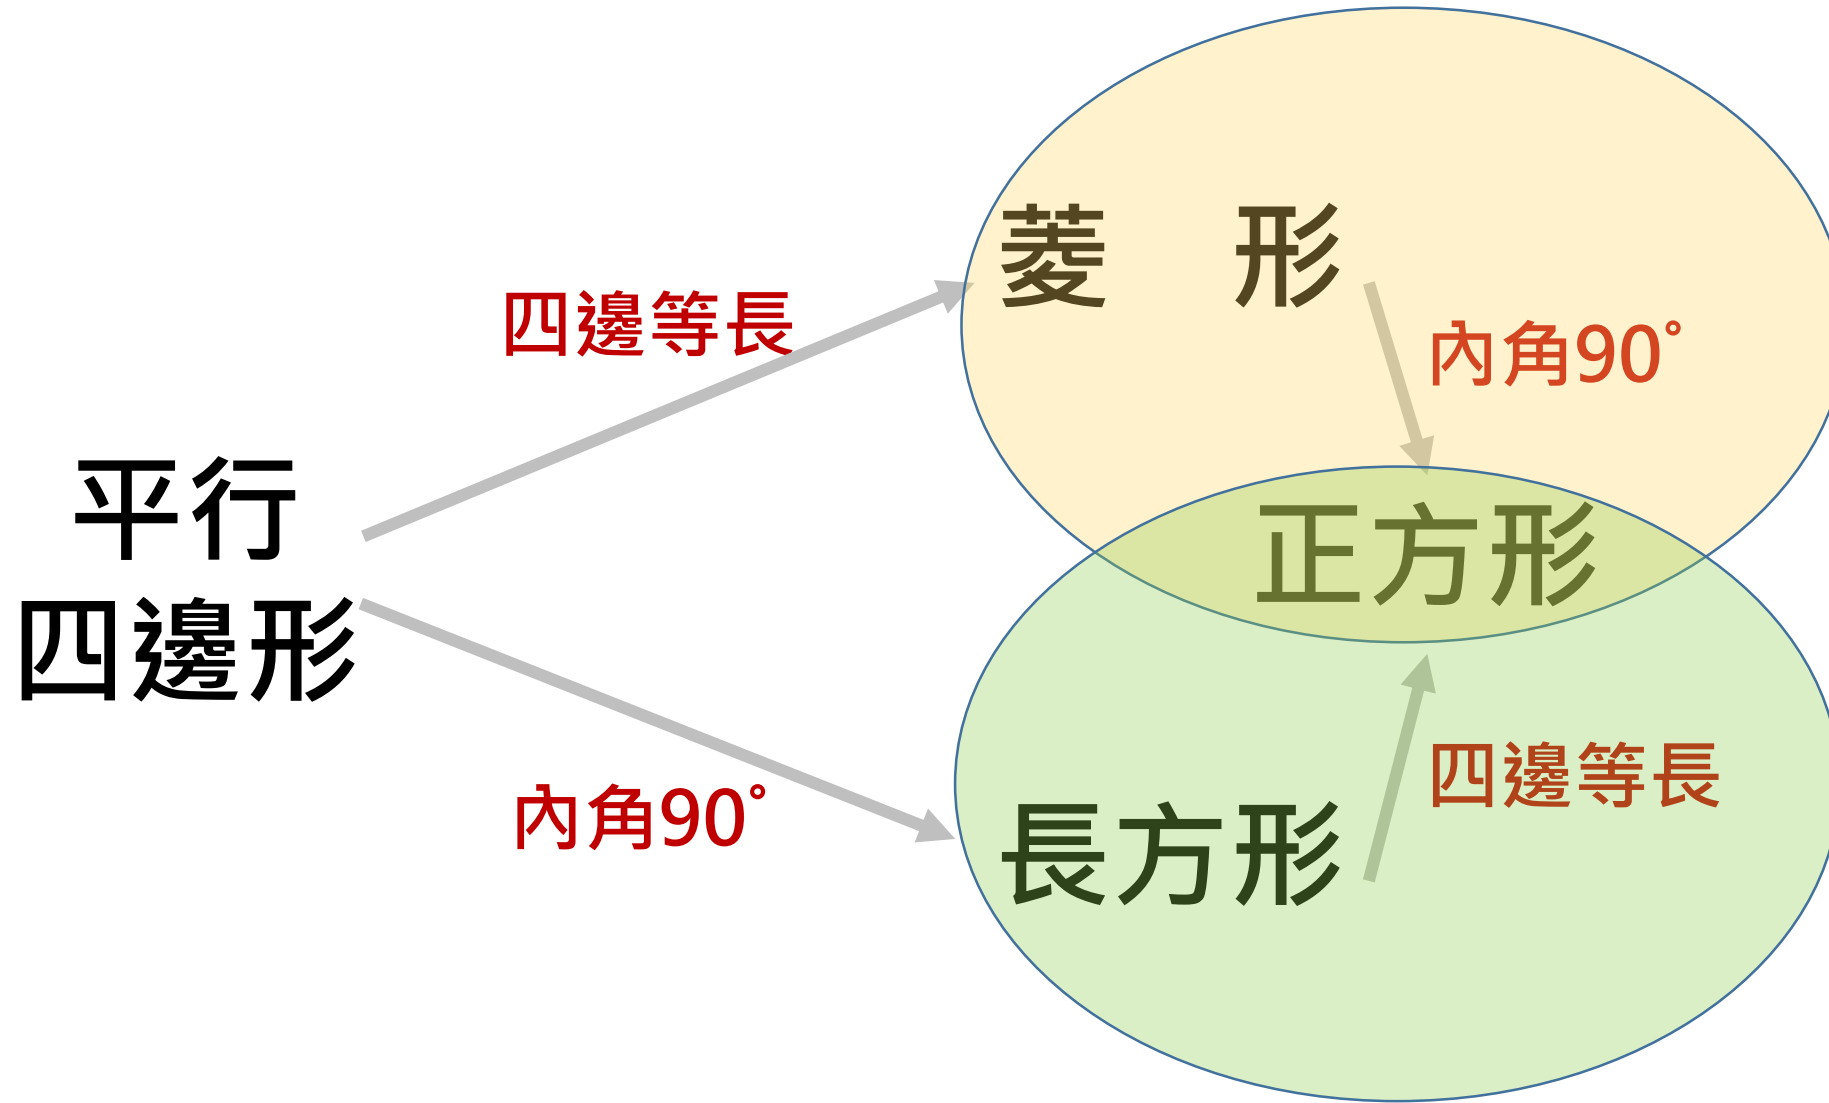 菱　形
四邊等長
內角90°
平行
四邊形
正方形
內角90°
四邊等長
長方形